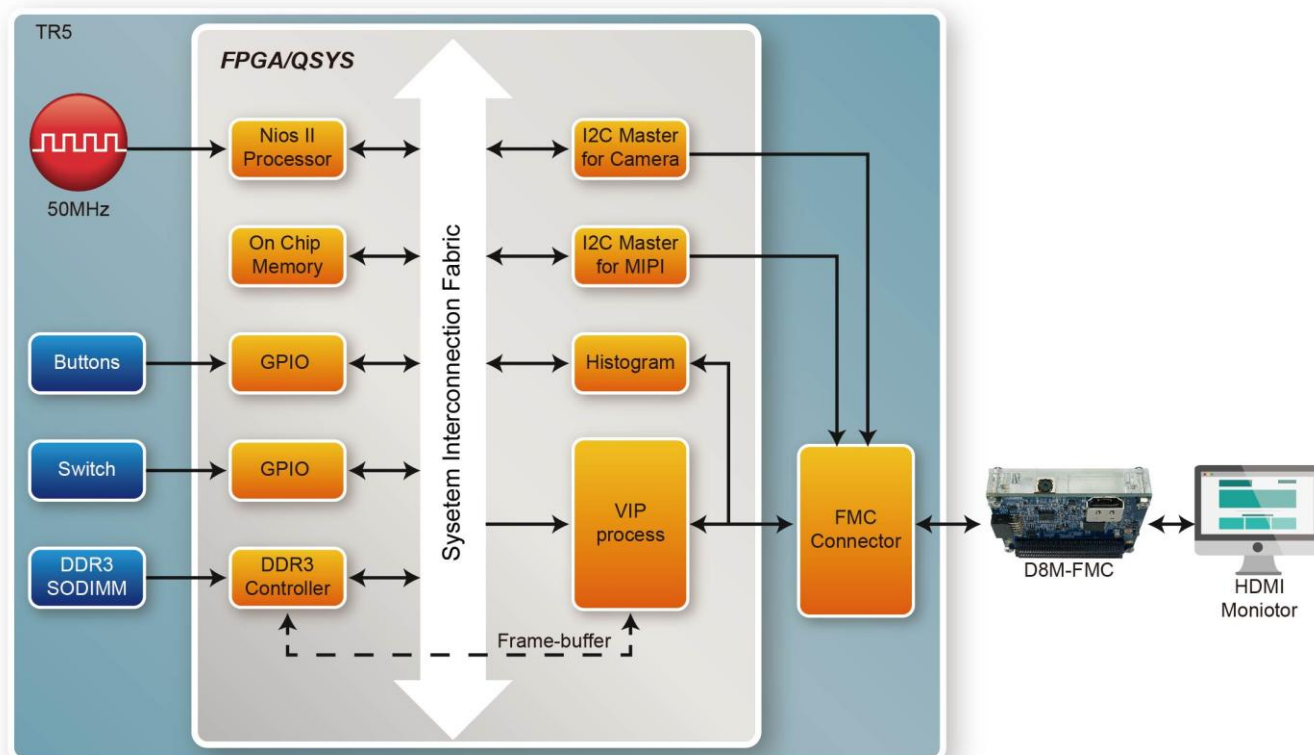 TR5
FPGA/QSYS
50MHz
Nios II
Processor
On Chip
Memory
Buttons
GPIO
Switch
GPIO
DDR3
SODIMM
DDR3
Controller
Sysetem Interconnection Fabric
I2C Master
for Camera
I2C Master
for MIPI
Histogram
VIP
process
Frame-buffer
FMC
Connector
D8M-FMC
HDMI
Moniotor